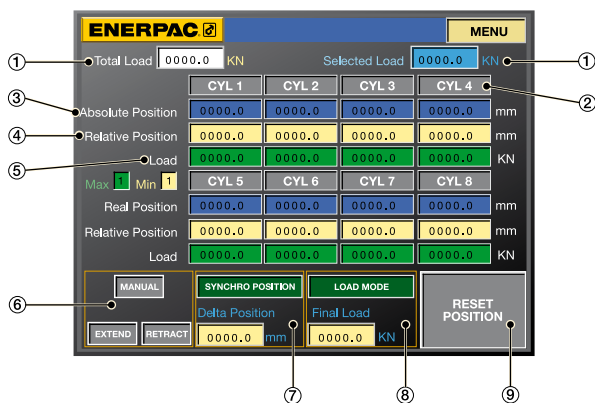 ENERPAC. MENU
① Total Load 0000.0 KN Selected Load 0000.0 KN ①
CYL 1 CYL 2 CYL 3 CYL 4 ②
③ Absolute Position 0000.0 0000.0 0000.0 0000.0 mm
④ Relative Position 0000.0 0000.0 0000.0 0000.0 mm
⑤ Load 0000.0 0000.0 0000.0 0000.0 KN
Max 1 Min 1 CYL 5 CYL 6 CYL 7 CYL 8
Real Position 0000.0 0000.0 0000.0 0000.0 mm
Relative Position 0000.0 0000.0 0000.0 0000.0 mm
Load 0000.0 0000.0 0000.0 0000.0 KN
⑥ MANUAL SYNCHRO POSITION LOAD MODE RESET
POSITION
Delta Position Final Load
EXTEND RETRACT 0000.0 mm 0000.0 KN
⑦ ⑧ ⑨